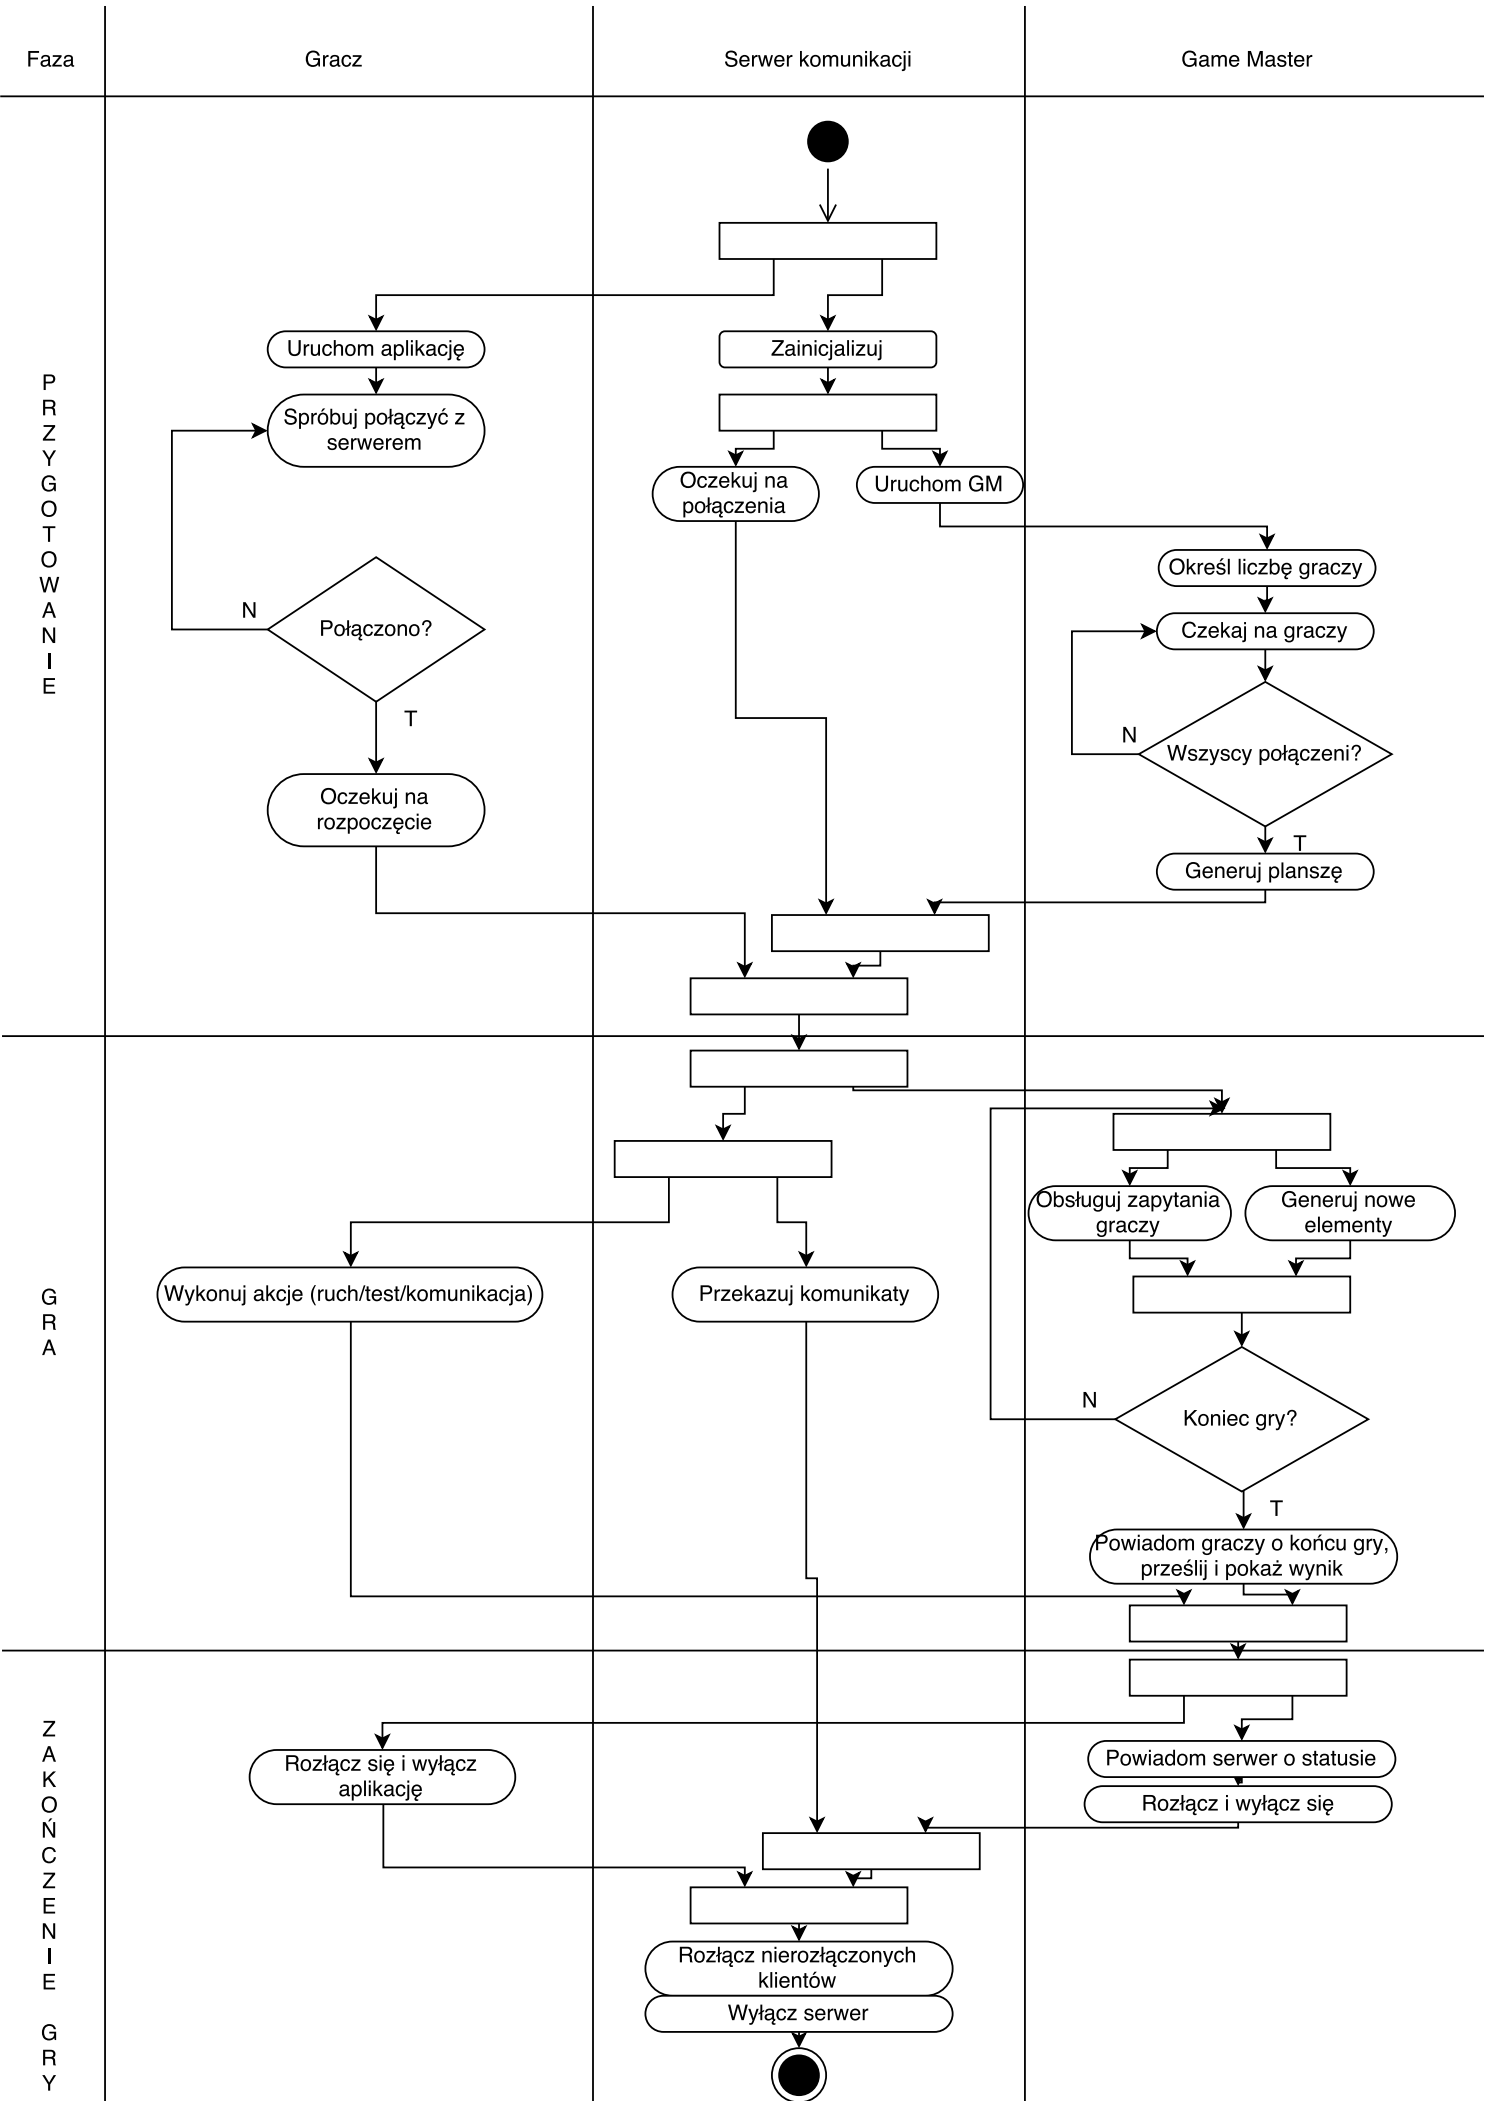 Faza
Gracz
Serwer komunikacji
Game Master
P
R
Z
Y
G
O
T
O
W
A
N
I
E
Uruchom aplikację
Zainicjalizuj
Spróbuj połączyć z
serwerem
Oczekuj na
połączenia
Uruchom GM
Określ liczbę graczy
Czekaj na graczy
Połączono?
N
T
Wszyscy połączeni?
N
T
Oczekuj na
rozpoczęcie
Generuj planszę
G
R
A
Obsługuj zapytania
graczy
Generuj nowe
elementy
Wykonuj akcje (ruch/test/komunikacja)
Przekazuj komunikaty
Koniec gry?
N
T
Powiadom graczy o końcu gry,
prześlij i pokaż wynik
Z
A
K
O
Ń
C
Z
E
N
I
E
G
R
Y
Rozłącz się i wyłącz
aplikację
Powiadom serwer o statusie
Rozłącz i wyłącz się
Rozłącz nierozłączonych
klientów
Wyłącz serwer